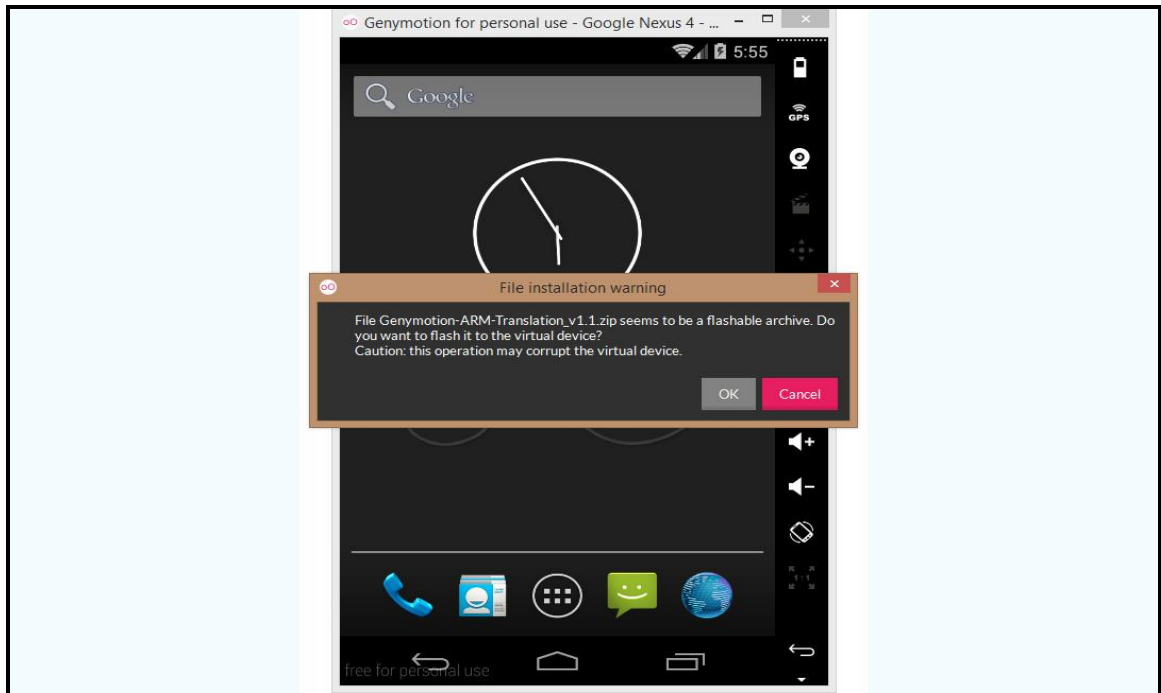 Genymotion for personal use - Google Nexus 4 - ...
5:55
Google
GPS
File installation warning
File Genymotion-ARM-Translation_v1.1.zip seems to be a flashable archive. Do
you want to flash it to the virtual device?
Caution: this operation may corrupt the virtual device.
OK Cancel
1:1
free for personal use